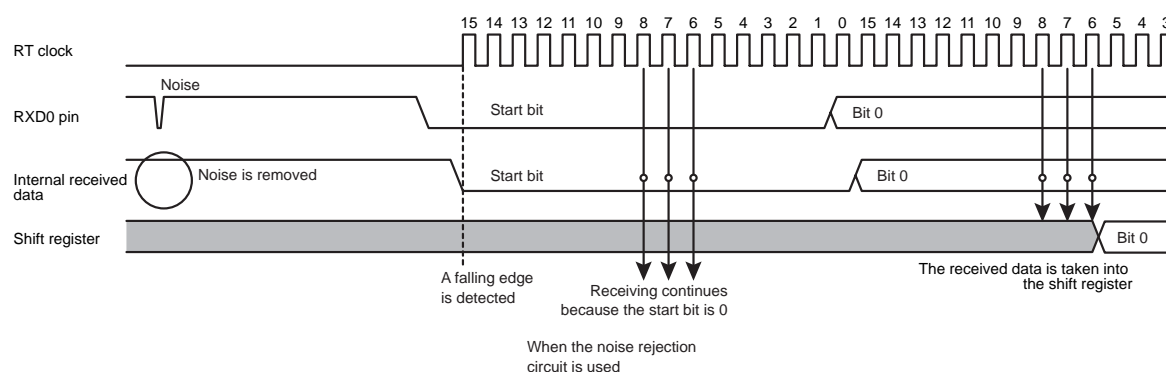 15 14 13 12 11 10 9 8 7 6 5 4 3 2 1 0 15 14 13 12 11 10 9 8 7 6 5 4 3
RT clock
Noise
RXD0 pin
Start bit
Bit 0
Internal received
data
Noise is removed
Start bit
Bit 0
Shift register
Bit 0
A falling edge
is detected
Receiving continues
because the start bit is 0
The received data is taken into
the shift register
When the noise rejection
circuit is used